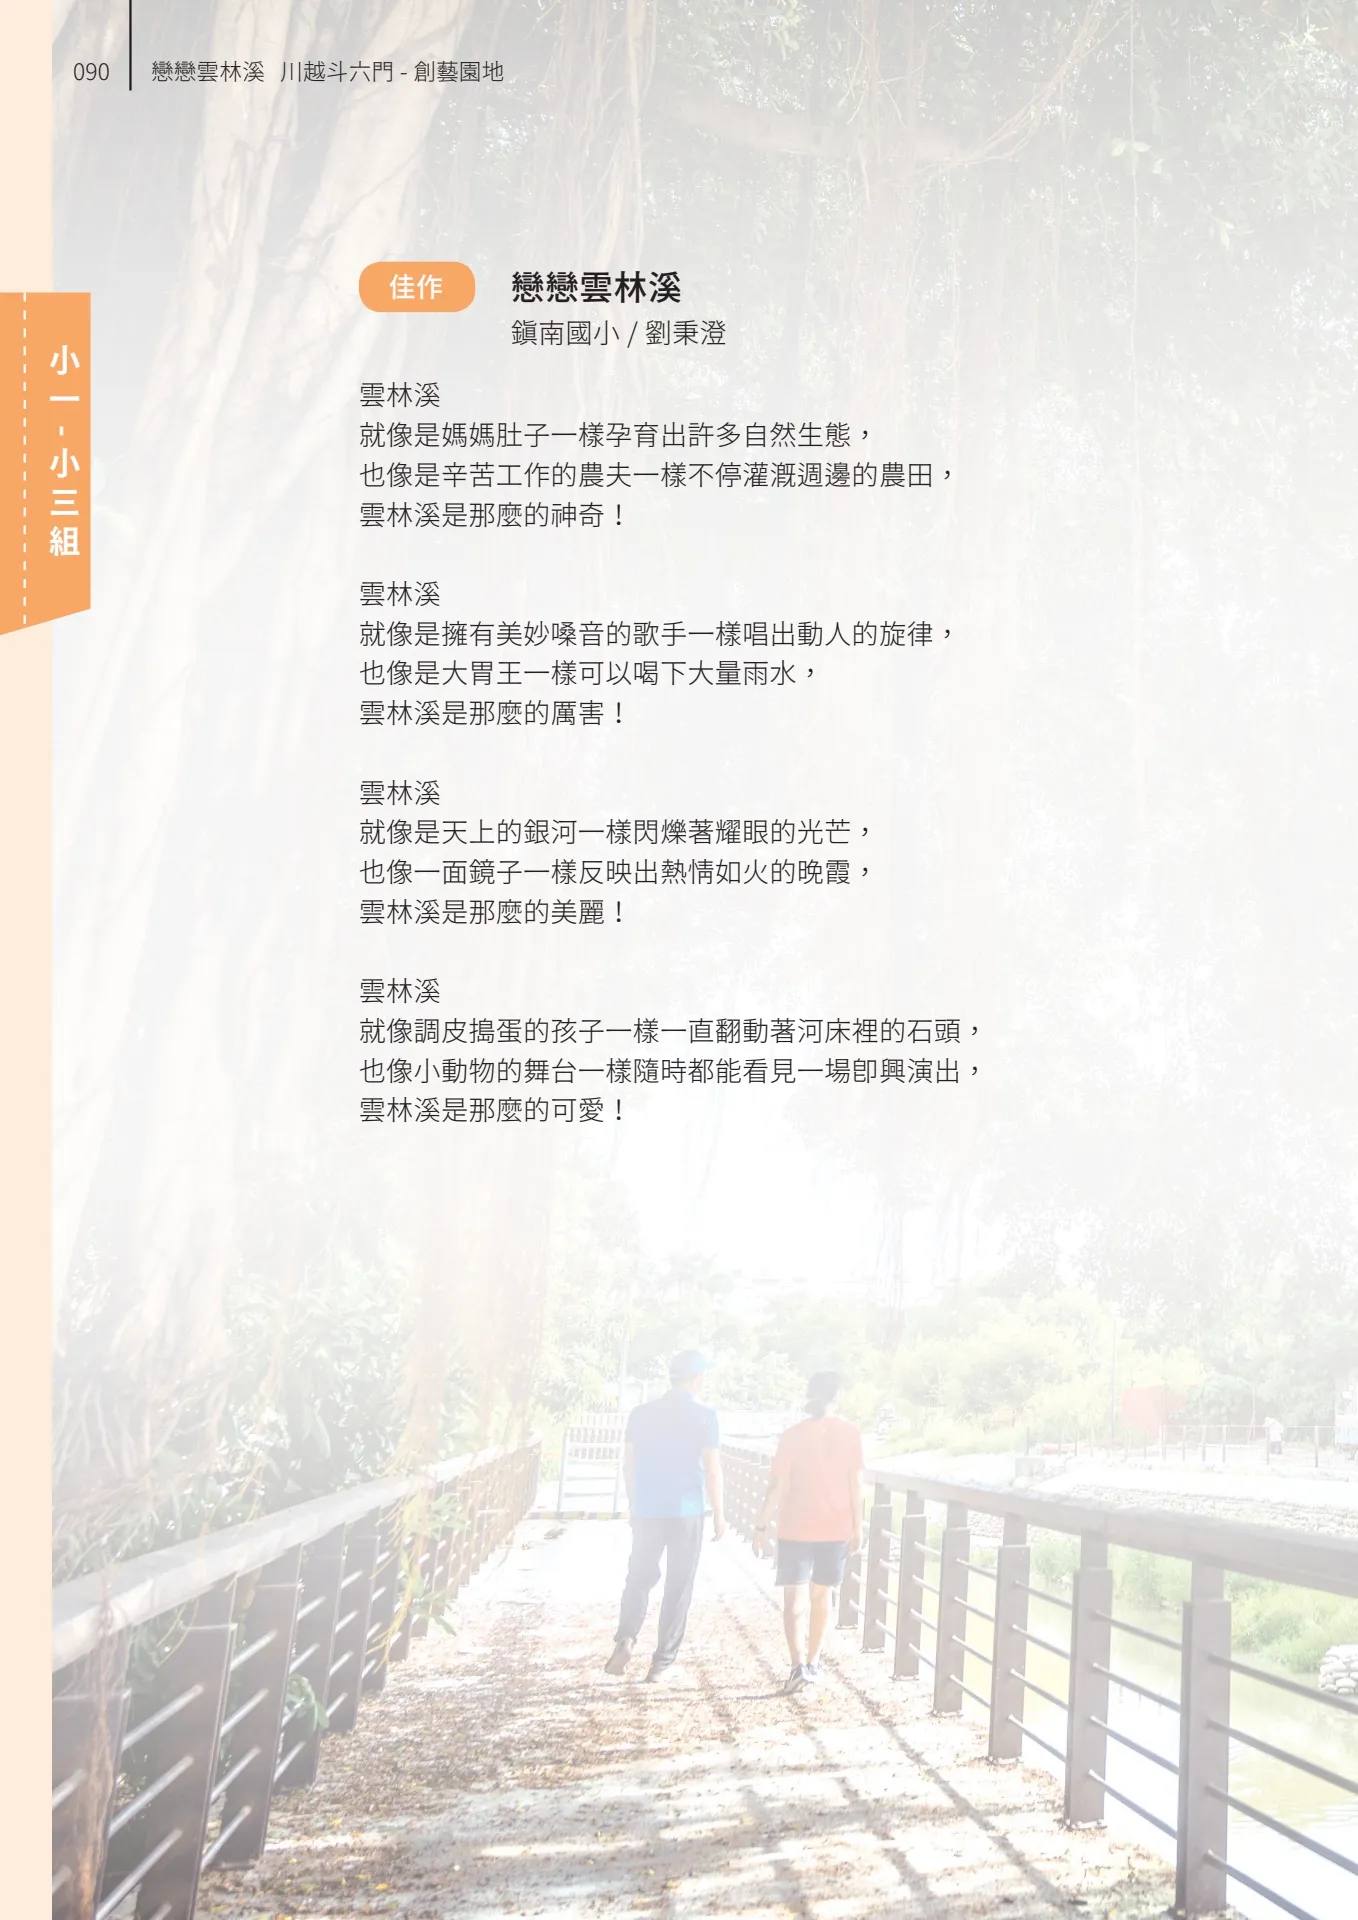 090
戀戀雲林溪 川越斗六門 - 創藝園地
小一-小三組
佳作
戀戀雲林溪
鎮南國小 / 劉秉澄
雲林溪
就像是媽媽肚子一樣孕育出許多自然生態，
也像是辛苦工作的農夫一樣不停灌溉週邊的農田，
雲林溪是那麼的神奇！
雲林溪
就像是擁有美妙嗓音的歌手一樣唱出動人的旋律，
也像是大胃王一樣可以喝下大量雨水，
雲林溪是那麼的厲害！
雲林溪
就像是天上的銀河一樣閃爍著耀眼的光芒，
也像一面鏡子一樣反映出熱情如火的晚霞，
雲林溪是那麼的美麗！
雲林溪
就像調皮搗蛋的孩子一樣一直翻動著河床裡的石頭，
也像小動物的舞台一樣隨時都能看見一場即興演出，
雲林溪是那麼的可愛！